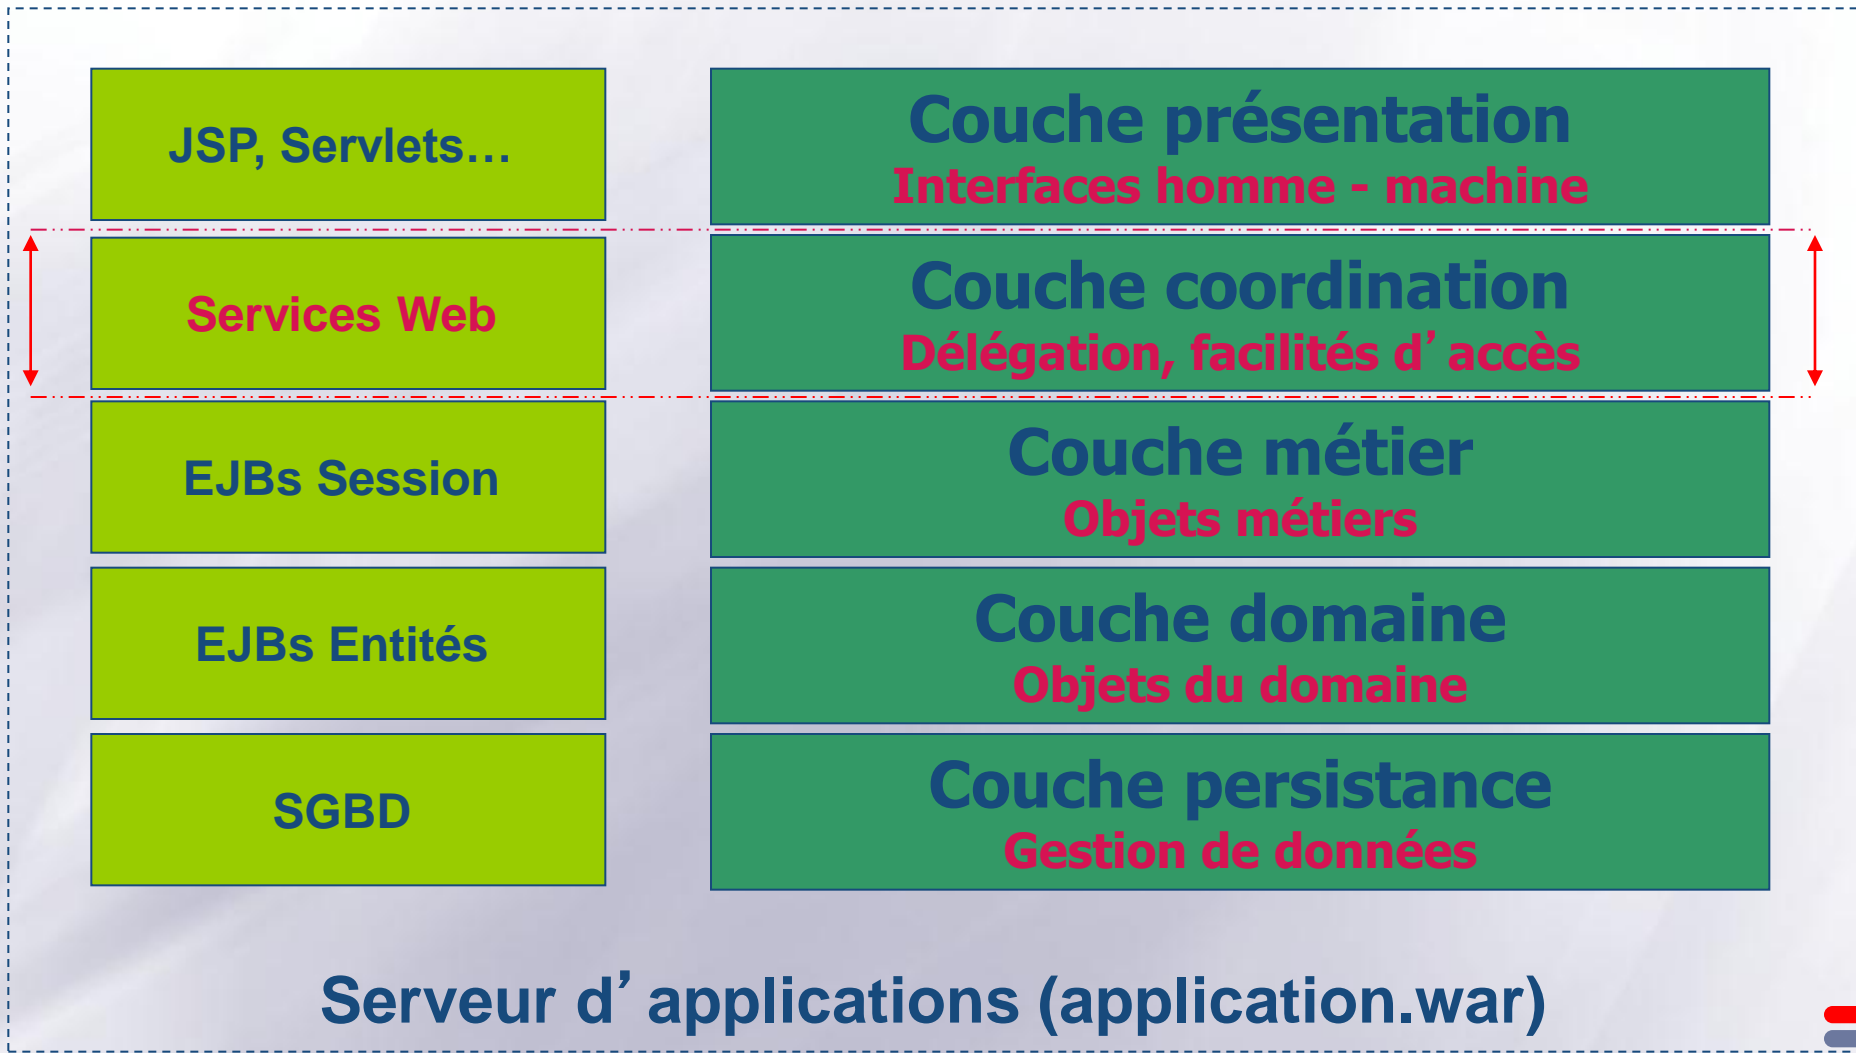 JSP, Servlets…
Couche présentation
Interfaces homme - machine
Services Web
Couche coordination
Délégation, facilités d’accès
EJBs Session
Couche métier
Objets métiers
EJBs Entités
Couche domaine
Objets du domaine
SGBD
Couche persistance
Gestion de données
Serveur d’applications (application.war)